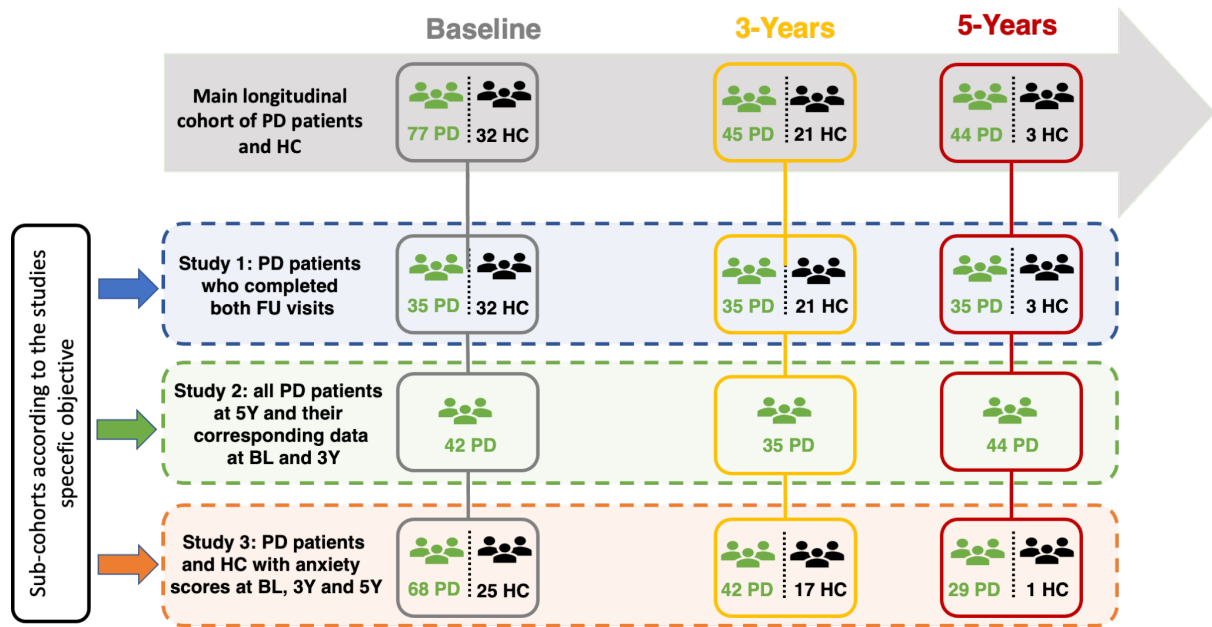 Baseline
3-Years
5-Years
Main longitudinal
cohort of PD patients
and HC
77 PD
32 HC
45 PD
21 HC
44 PD
3 HC
Sub-cohorts according to the studies
specefic objective
Study 1: PD patients
who completed
both FU visits
35 PD
32 HC
35 PD
21 HC
35 PD
3 HC
Study 2: all PD patients
at 5Y and their
corresponding data
at BL and 3Y
42 PD
35 PD
44 PD
Study 3: PD patients
and HC with anxiety
scores at BL, 3Y and 5Y
68 PD
25 HC
42 PD
17 HC
29 PD
1 HC